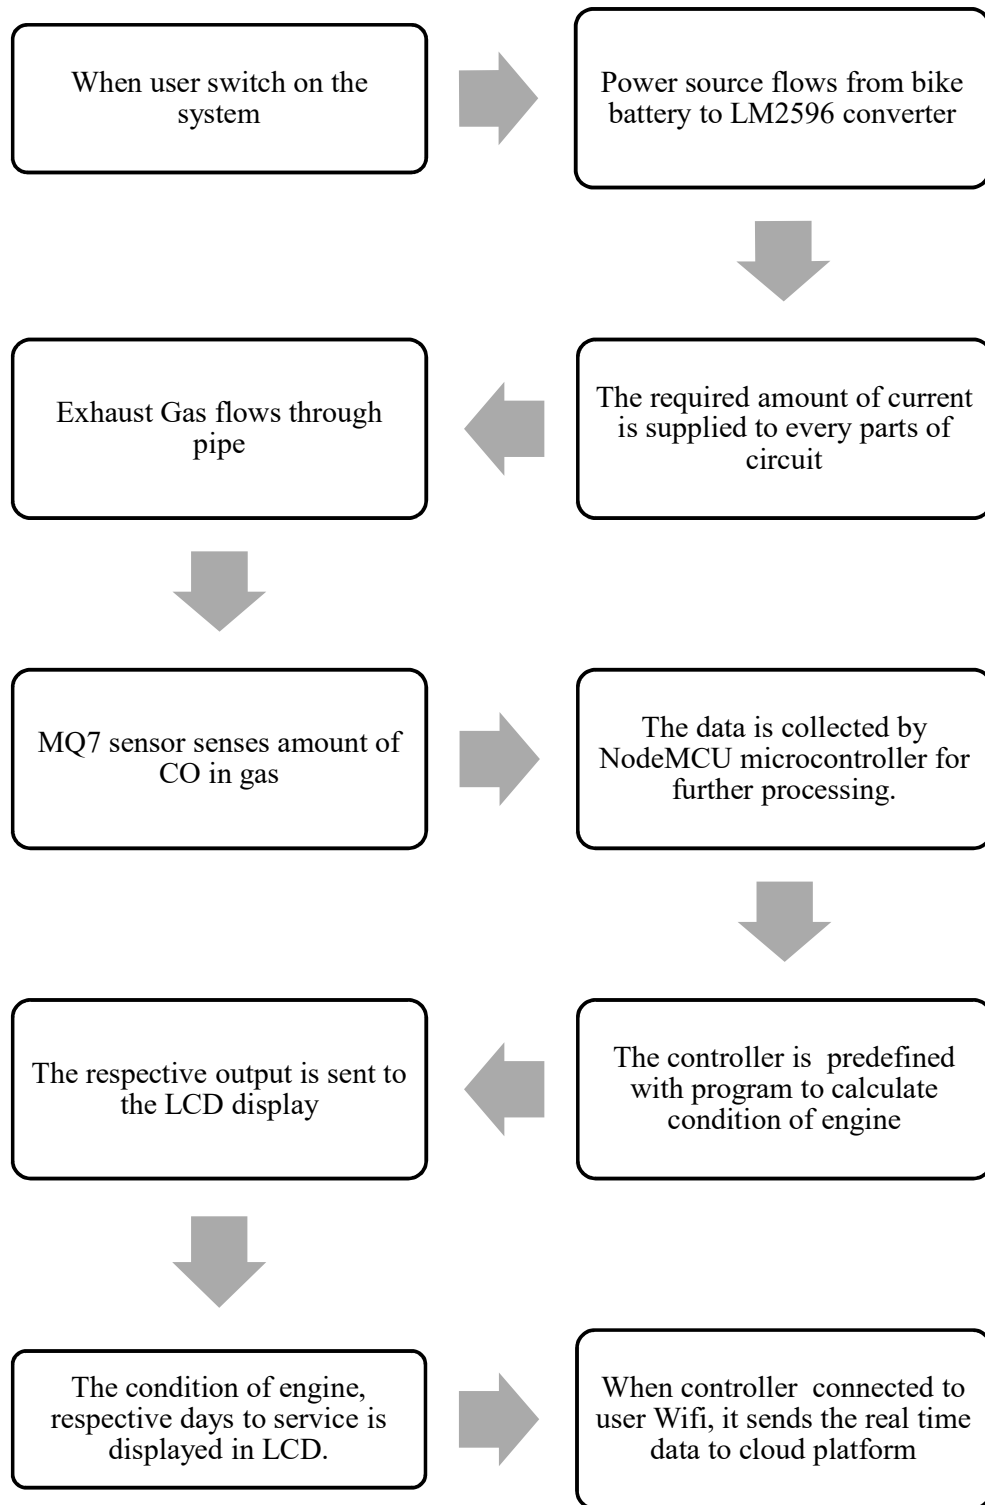 When user switch on the
system
Power source flows from bike
battery to LM2596 converter
The required amount of current
is supplied to every parts of
circuit
Exhaust Gas flows through
pipe
MQ7 sensor senses amount of
CO in gas
The data is collected by
NodeMCU microcontroller for
further processing.
The controller is  predefined
with program to calculate
condition of engine
The respective output is sent to
the LCD display
The condition of engine,
respective days to service is
displayed in LCD.
When controller  connected to
user Wifi, it sends the real time
data to cloud platform